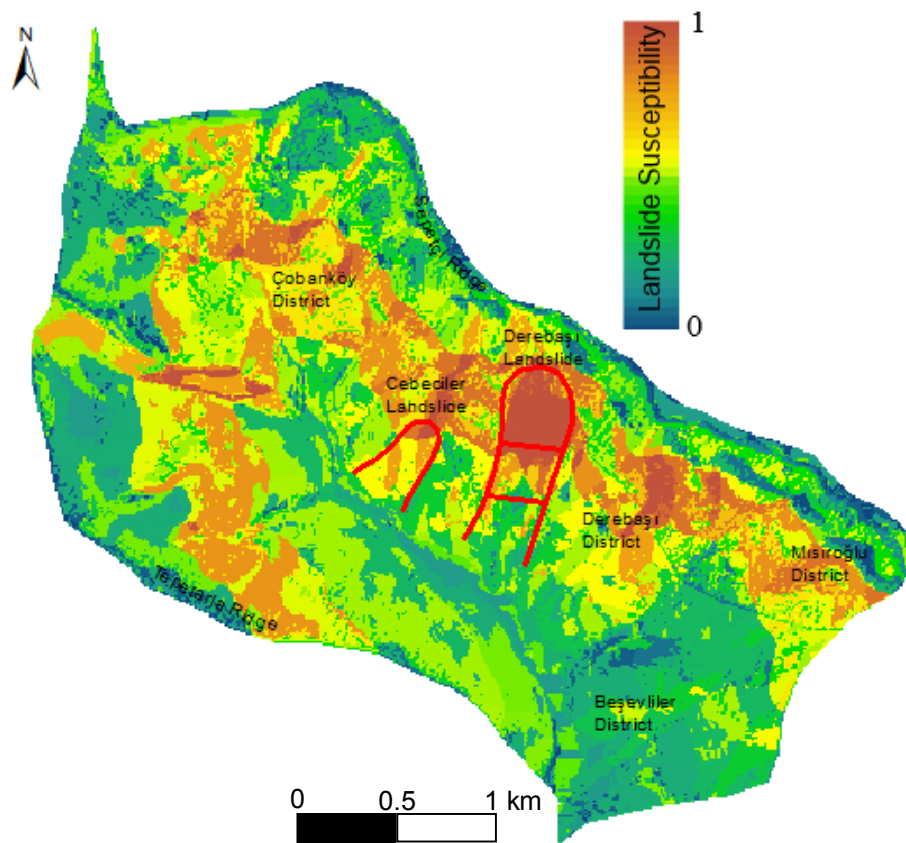 N
1
Landslide Susceptibility
0
Sepetçi Ridge
Çobanköy
District
Derebaşı
Landslide
Cebeciler
Landslide
Derebaşı
District
Mısıroğlu
District
Tepetarla Ridge
Beşevliler
District
0 0.5 1 km